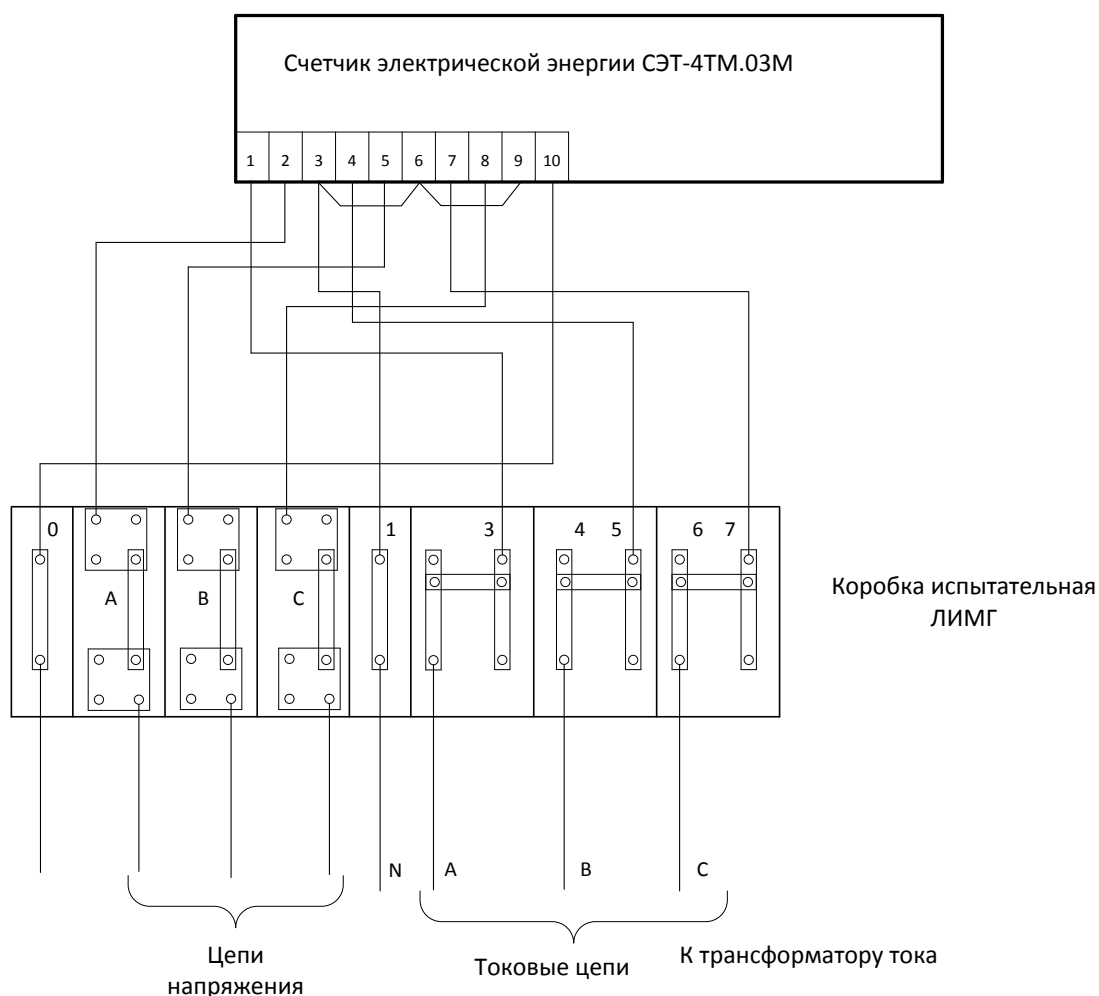 Счетчик электрической энергии СЭТ-4ТМ.03М
1 2 3 4 5 6 7 8 9 10
0 1 3 4 5 6 7
A B C
Коробка испытательная
ЛИМГ
N A B C
Цепи
напряжения
Токовые цепи
К трансформатору тока